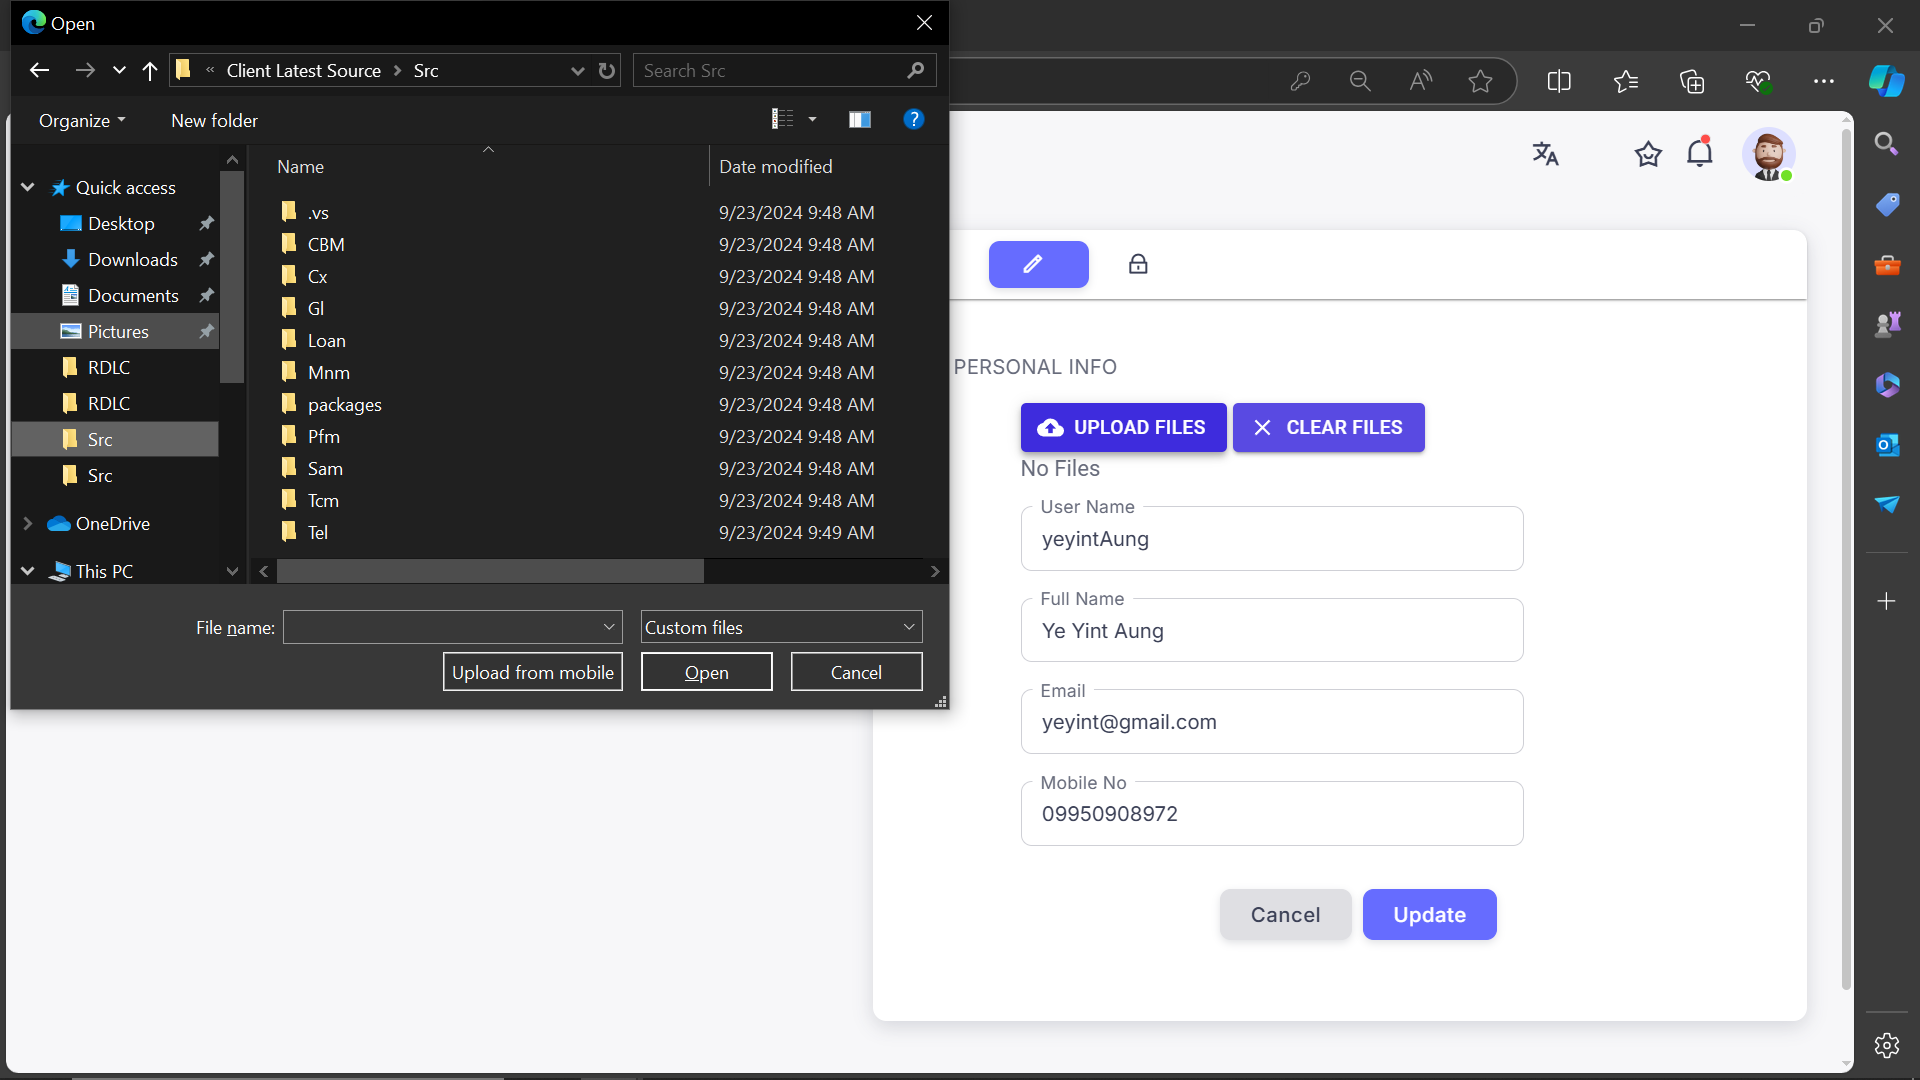 Open
« Client Latest Source > Src
Search Src
Organize
New folder
Name
Date modified
Quick access
Desktop
Downloads
Documents
Pictures
RDLC
RDLC
Src
Src
OneDrive
This PC
.vs 9/23/2024 9:48 AM
CBM 9/23/2024 9:48 AM
Cx 9/23/2024 9:48 AM
Gl 9/23/2024 9:48 AM
Loan 9/23/2024 9:48 AM
Mnm 9/23/2024 9:48 AM
packages 9/23/2024 9:48 AM
Pfm 9/23/2024 9:48 AM
Sam 9/23/2024 9:48 AM
Tcm 9/23/2024 9:48 AM
Tel 9/23/2024 9:49 AM
File name:
Custom files
Upload from mobile
Open
Cancel
PERSONAL INFO
UPLOAD FILES
CLEAR FILES
No Files
User Name
yeyintAung
Full Name
Ye Yint Aung
Email
yeyint@gmail.com
Mobile No
09950908972
Cancel
Update